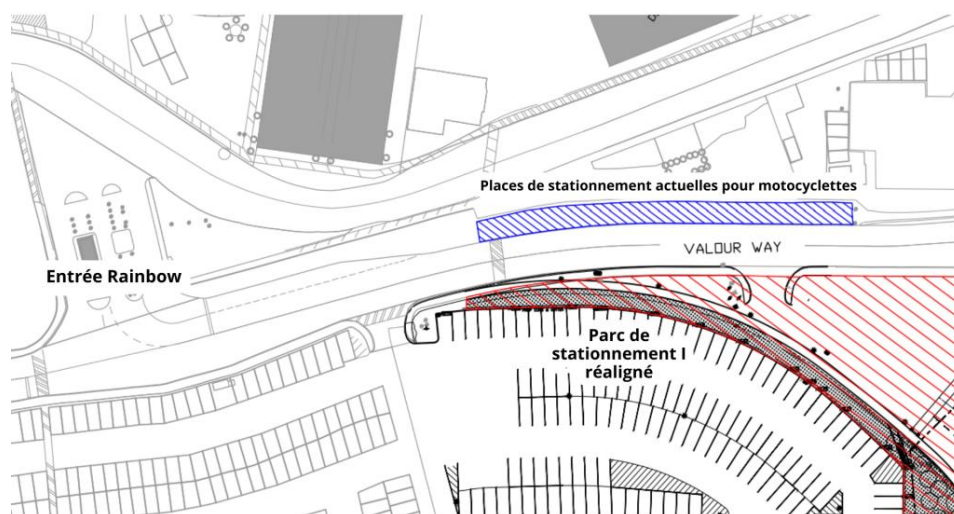 Places de stationnement actuelles pour motocyclettes
VALOUR WAY
Entrée Rainbow
Parc de
stationnement I
réaligné